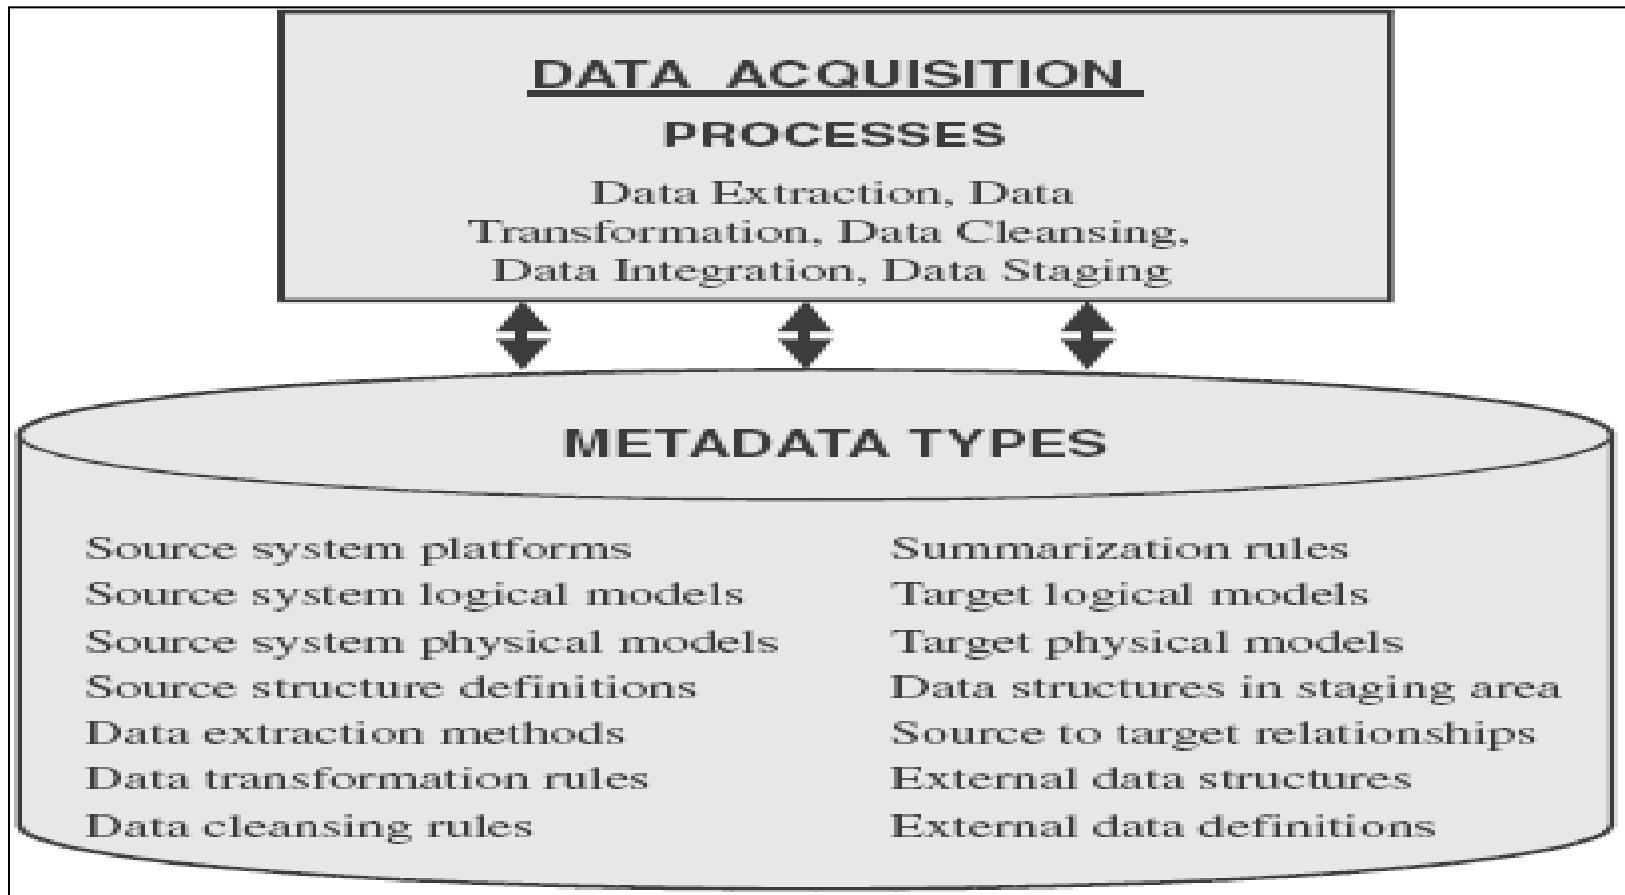 DATA ACQUISITION
PROCESSES
Data Extraction, Data
Transformation, Data Cleansing,
Data Integration, Data Staging
METADATA TYPES
Source system platforms
Source system logical models
Source system physical models
Source structure definitions
Data extraction methods
Data transformation rules
Data cleansing rules
Summarization rules
Target logical models
Target physical models
Data structures in staging area
Source to target relationships
External data structures
External data definitions